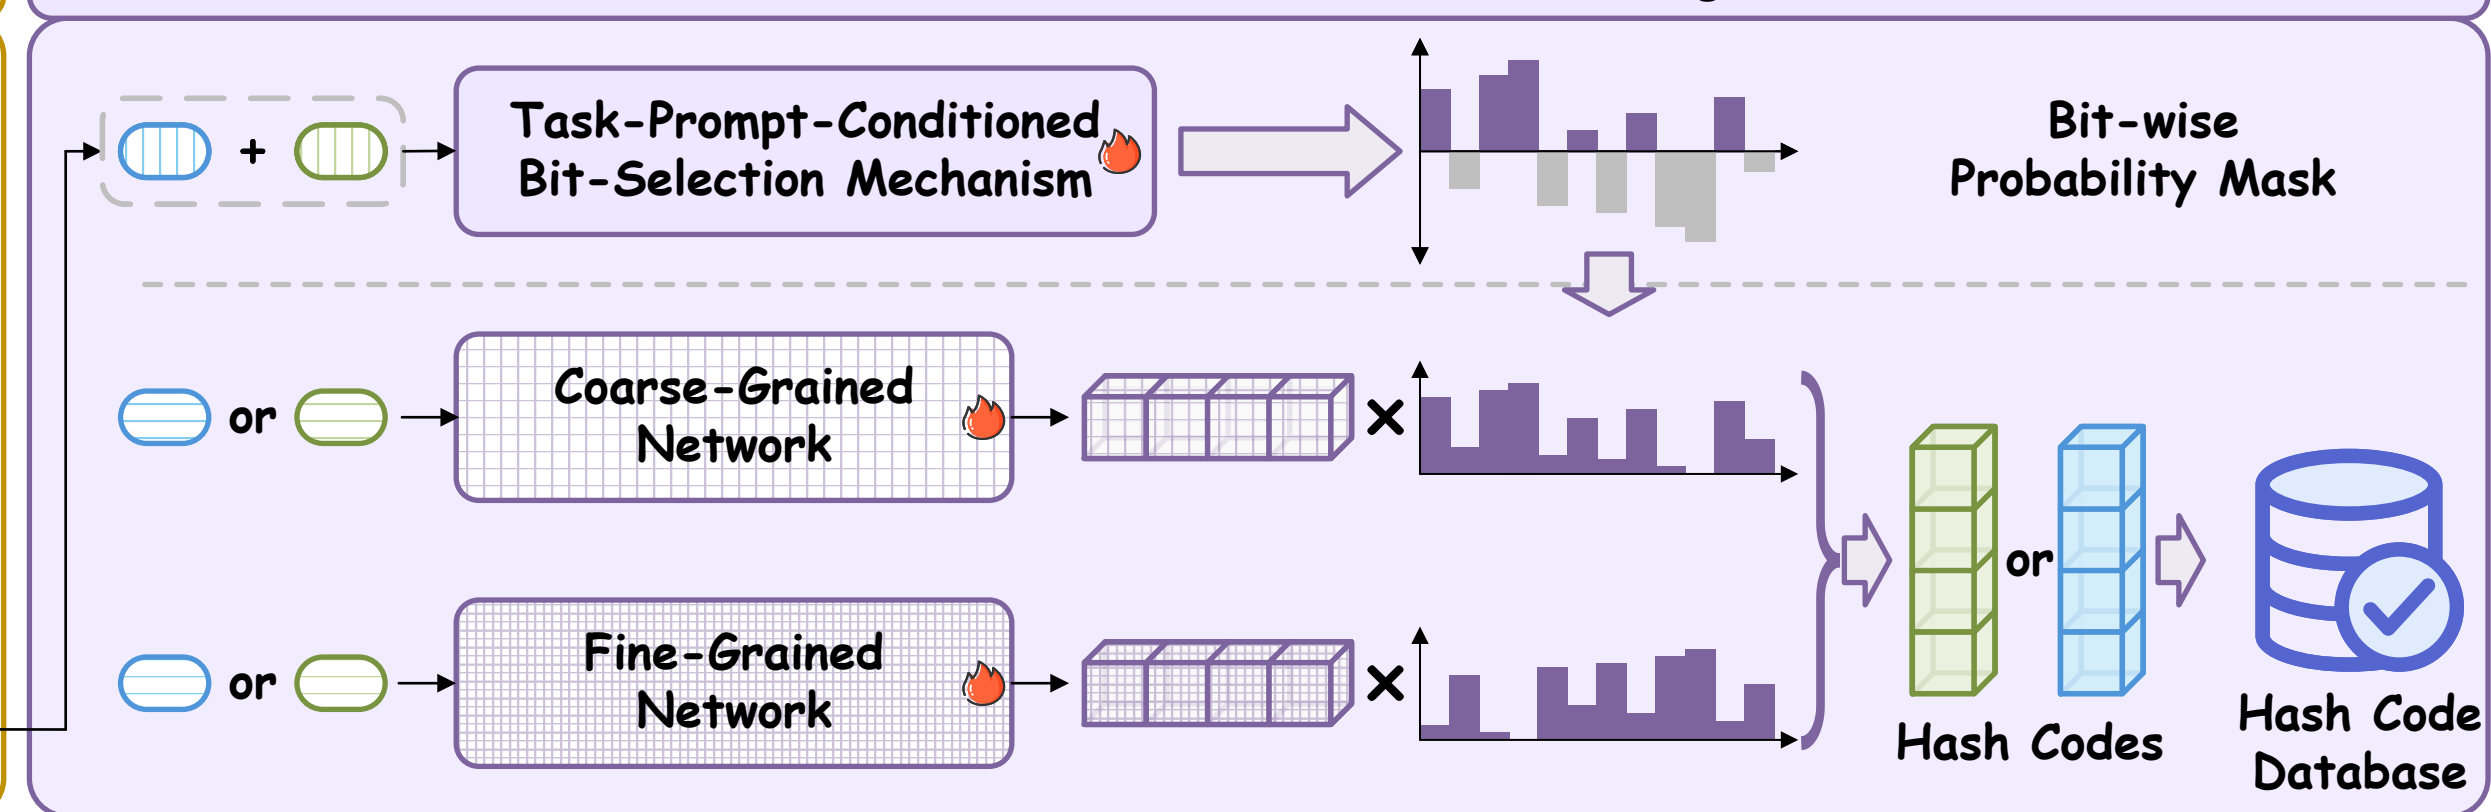 +
Task-Prompt-Conditioned
Bit-Selection Mechanism
Bit-wise
Probability Mask
or
Coarse-Grained
Network
×
or
Fine-Grained
Network
×
or
Hash Codes
Hash Code
Database